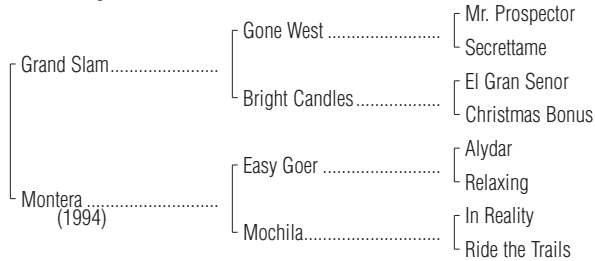 Mr. Prospector
Gone West
Secrettame
Grand Slam
El Gran Senor
Bright Candles
Christmas Bonus
Alydar
Easy Goer
Relaxing
Montera
(1994)
In Reality
Mochila
Ride the Trails